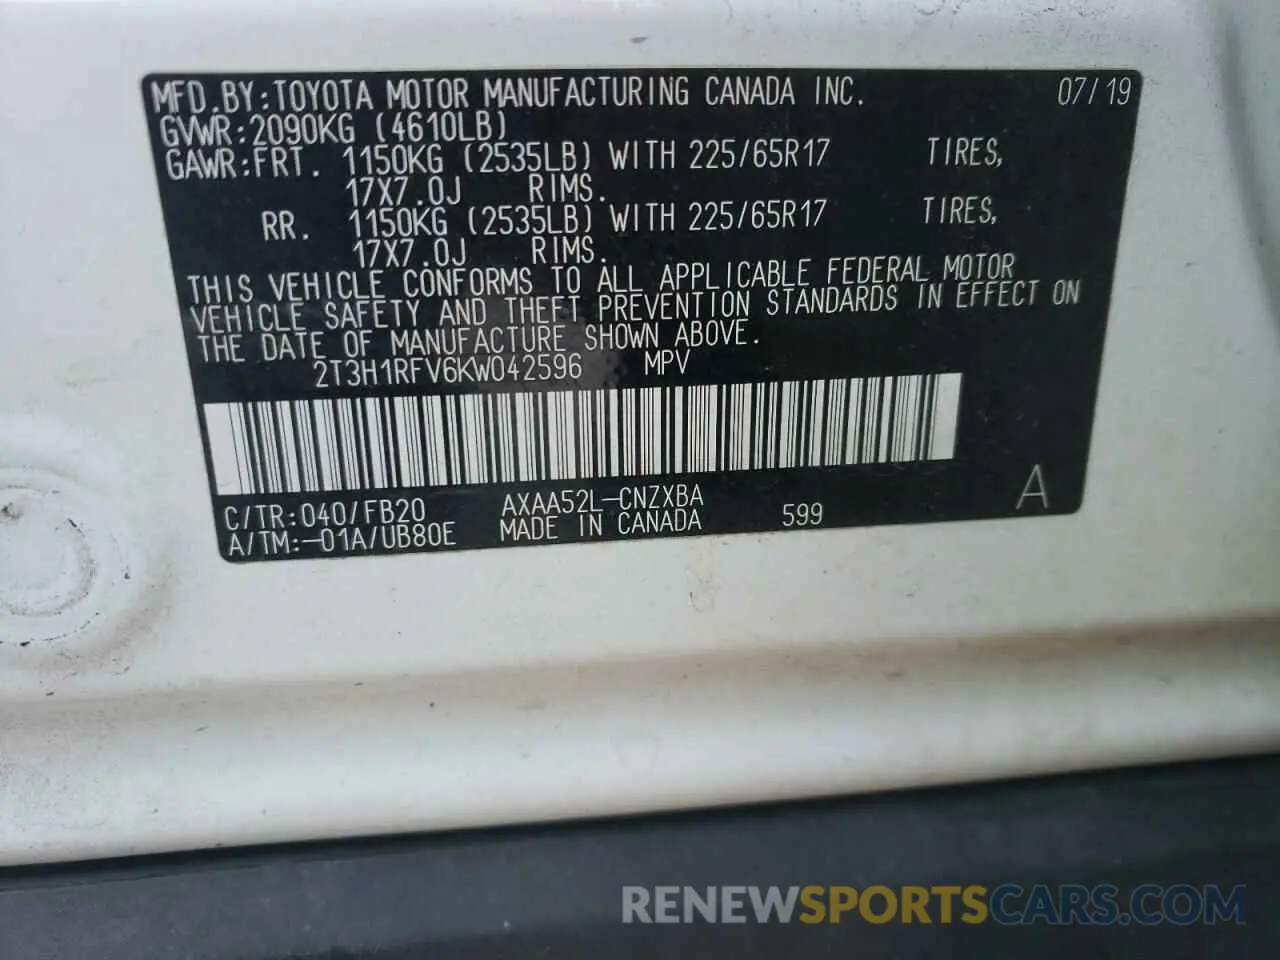 MFD.BY:TOYOTA MOTOR MANUFACTURING CANADA INC. 07/19
GVWR:2090KG (4610LB)
GAWR:FRT. 1150KG (2535LB) WITH 225/65R17 TIRES,
17X7.0J RIMS.
RR. 1150KG (2535LB) WITH 225/65R17 TIRES,
17X7.0J RIMS.
THIS VEHICLE CONFORMS TO ALL APPLICABLE FEDERAL MOTOR
VEHICLE SAFETY AND THEFT PREVENTION STANDARDS IN EFFECT ON
THE DATE OF MANUFACTURE SHOWN ABOVE.
2T3H1RFV6KW042596 MPV
C/TR:040/FB20 AXAA52L-CNZXBA A
A/TM:-01A/UB80E MADE IN CANADA 599
RENEWSPORTSCARS.COM